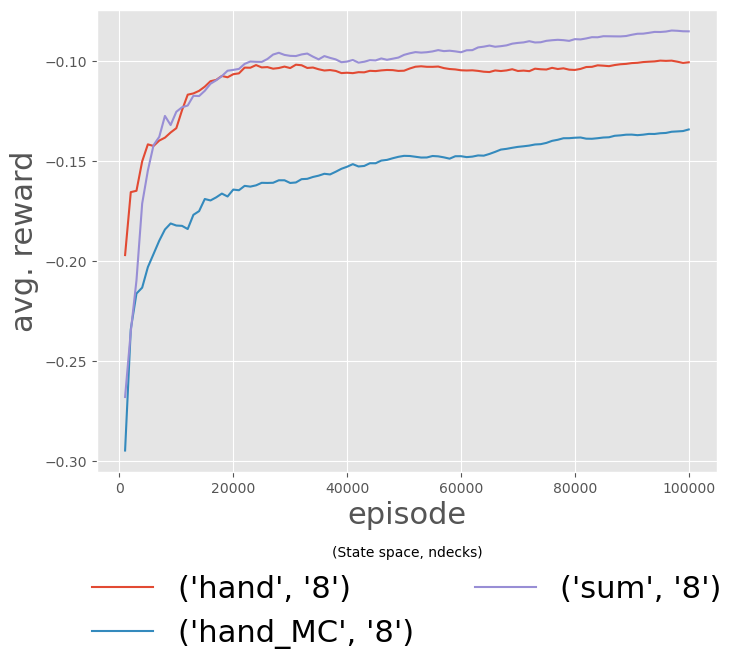 −0.10
−0.15
−0.20
−0.25
−0.30
avg. reward
0 20000 40000 60000 80000 100000
episode
(State space, ndecks)
('hand', '8') ('sum', '8')
('hand_MC', '8')